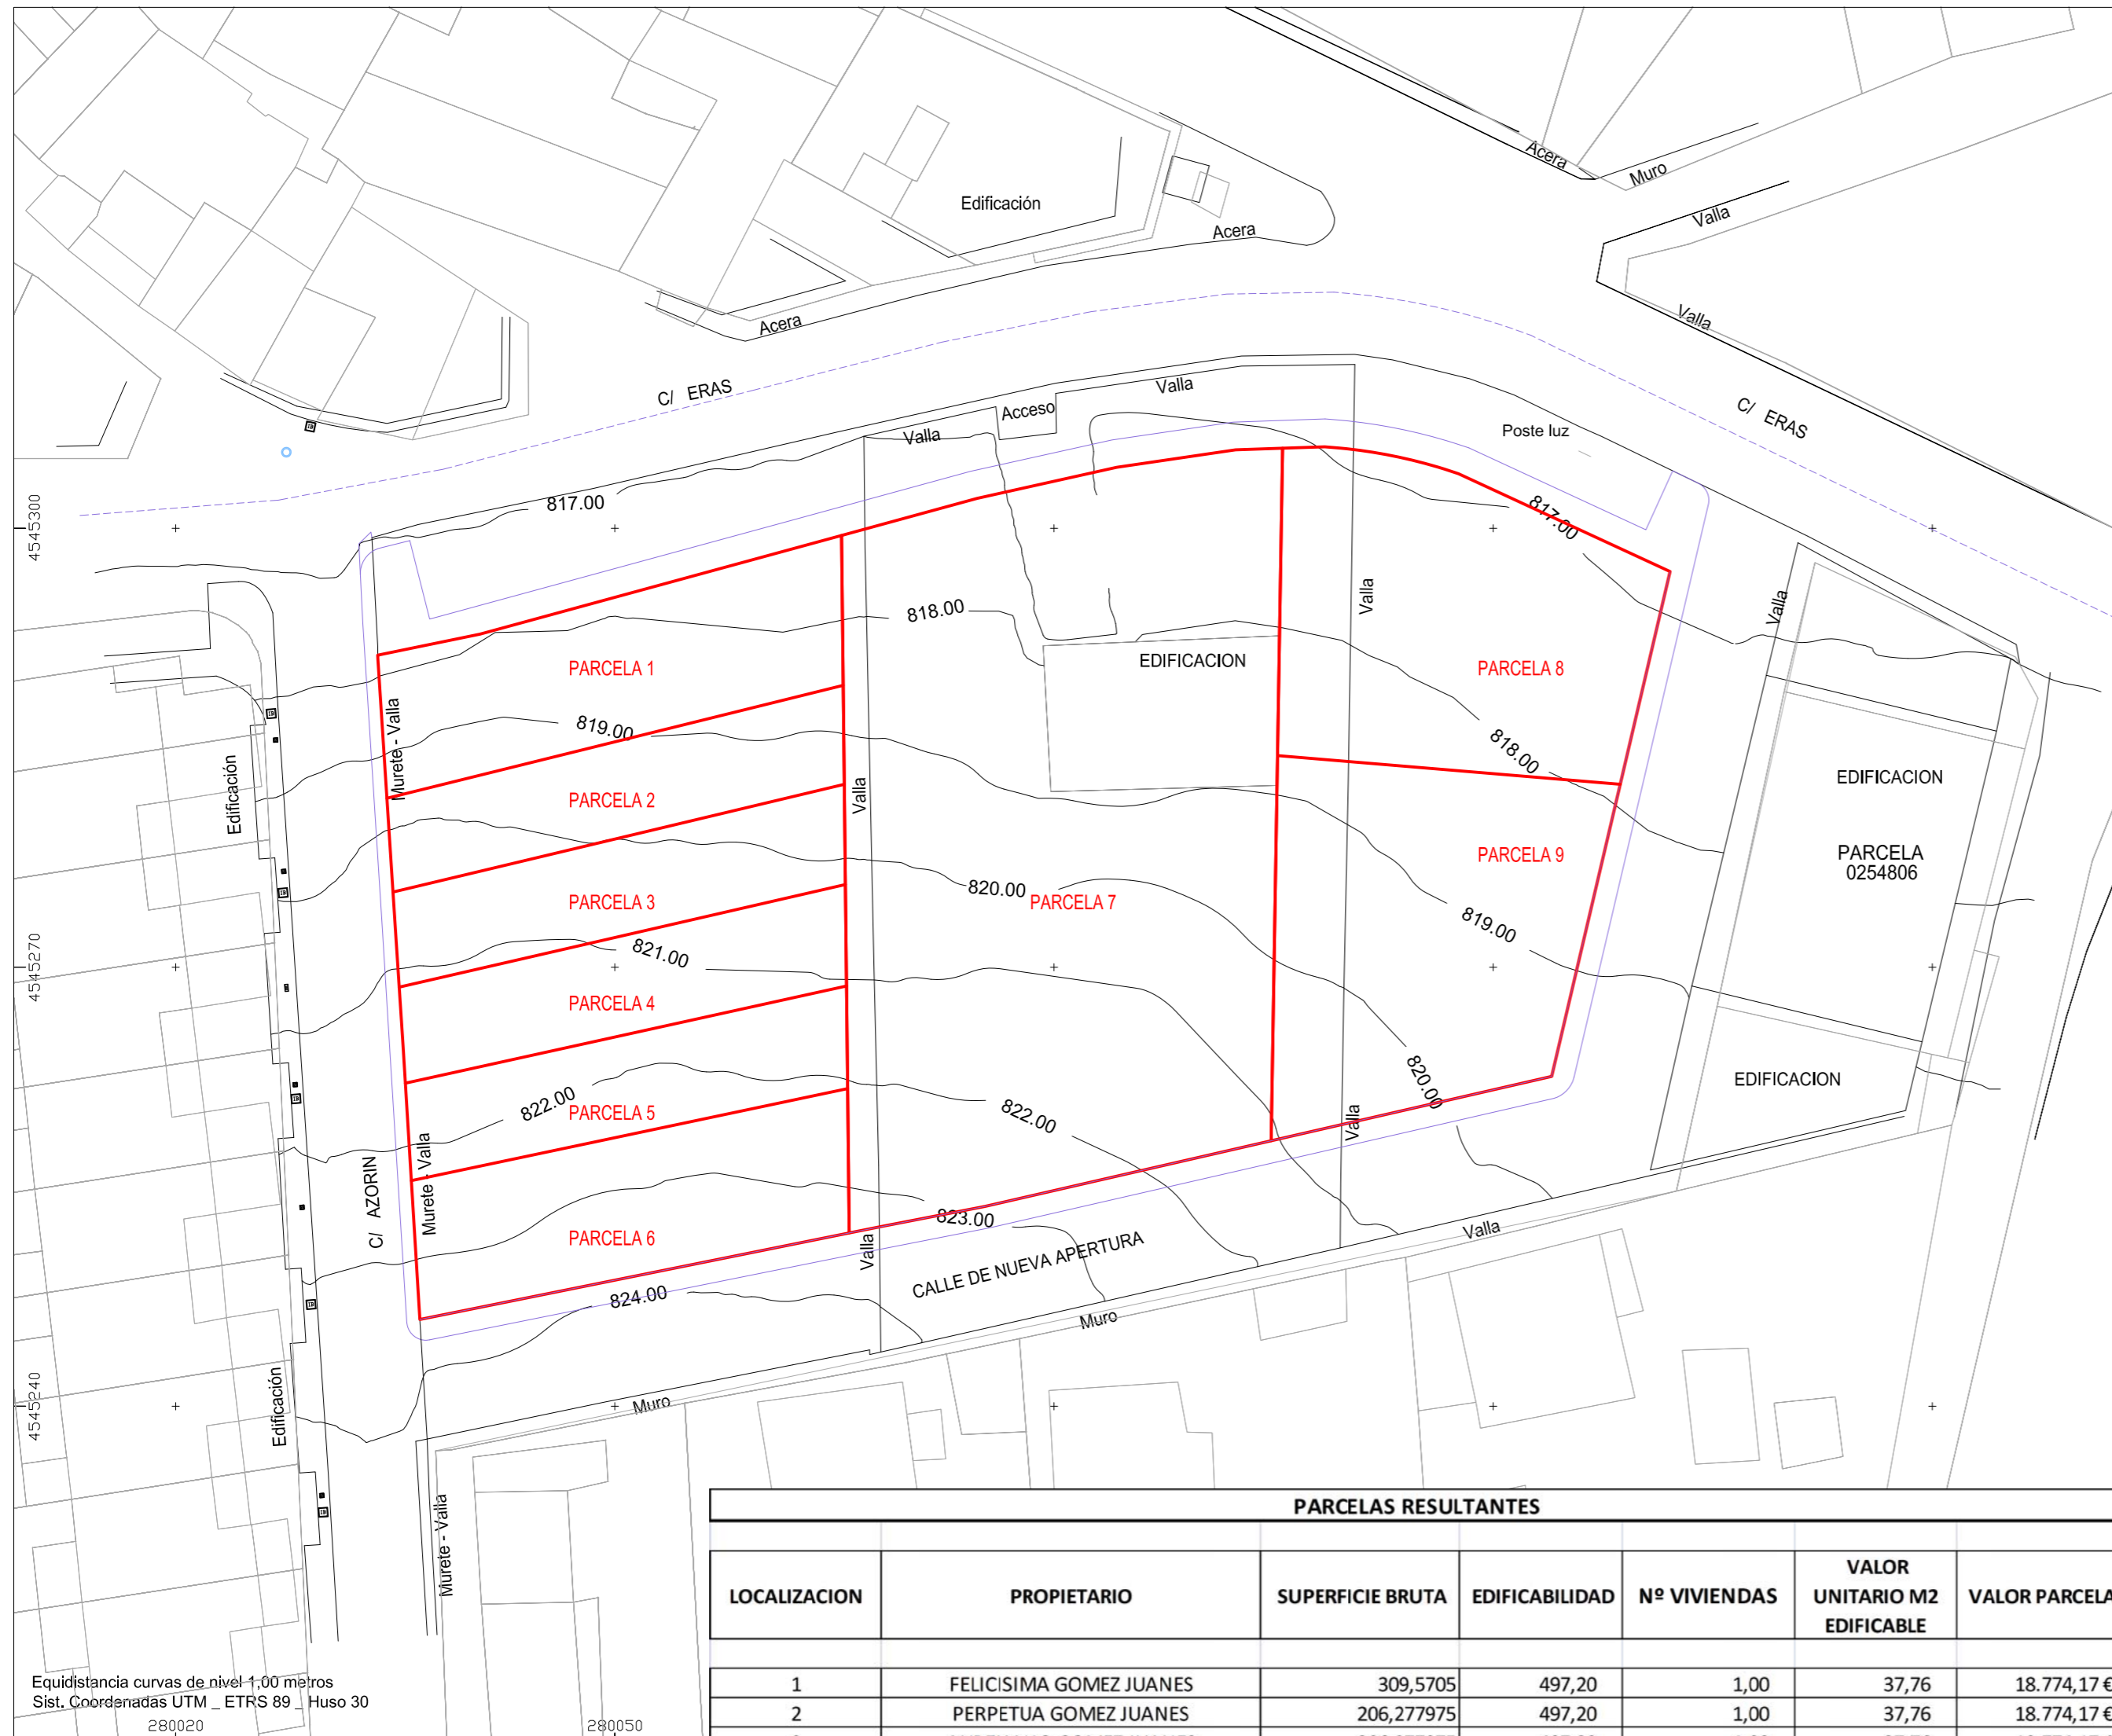 Acera
Muro
Edificación
Valla
Acera
Valla
Acera
C/ ERAS
Valla
C/ ERAS
Acceso
Poste luz
Valla
4545300
817.00
817.00
Valla
Valla
818.00
PARCELA 1
EDIFICACION
PARCELA 8
Murete - Valla
819.00
818.00
Edificación
PARCELA 2
Valla
EDIFICACION
PARCELA 9
PARCELA
0254806
820.00
PARCELA 3
PARCELA 7
819.00
4545270
821.00
PARCELA 4
820.00
EDIFICACION
822.00
PARCELA 5
822.00
Valla
C/ AZORIN
Murete - Valla
823.00
PARCELA 6
Valla
Valla
CALLE DE NUEVA APERTURA
824.00
Muro
4545240
Edificación
Muro
Murete - Valla
PARCELAS RESULTANTES
LOCALIZACION PROPIETARIO SUPERFICIE BRUTA EDIFICABILIDAD Nº VIVIENDAS VALOR UNITARIO M2 EDIFICABLE VALOR PARCELA
1 FELICISIMA GOMEZ JUANES 309,5705 497,20 1,00 37,76 18.774,17 €
2 PERPETUA GOMEZ JUANES 206,277975 497,20 1,00 37,76 18.774,17 €
Equidistancia curvas de nivel 1,00 metros
Sist. Coordenadas UTM _ ETRS 89 _ Huso 30
280020
280050